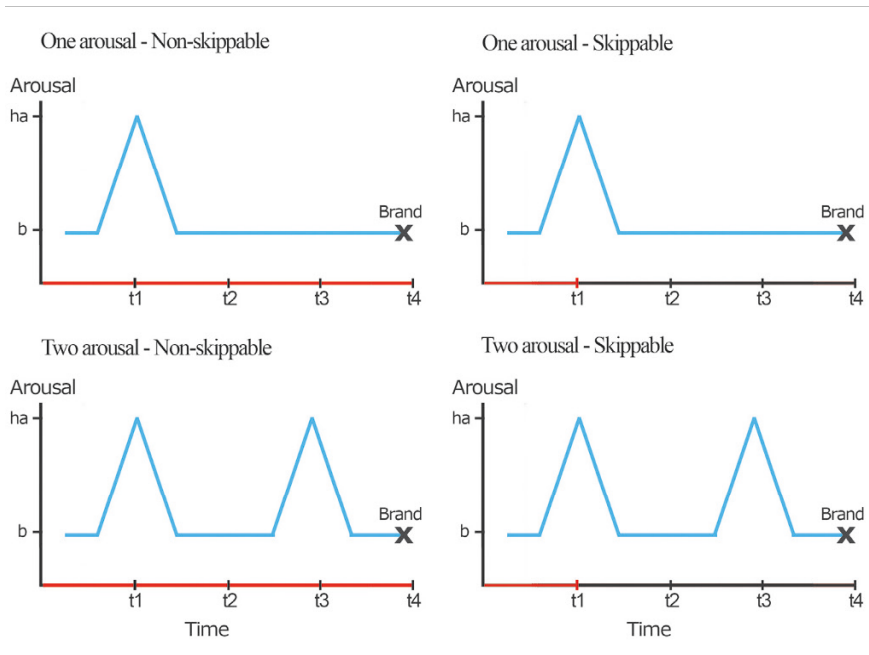 One arousal - Non-skippable
Arousal
ha
b
Brand
X
t1 t2 t3 t4
One arousal - Skippable
Arousal
ha
b
Brand
X
t1 t2 t3 t4
Two arousal - Non-skippable
Arousal
ha
b
Brand
X
t1 t2 t3 t4
Time
Two arousal - Skippable
Arousal
ha
b
Brand
X
t1 t2 t3 t4
Time